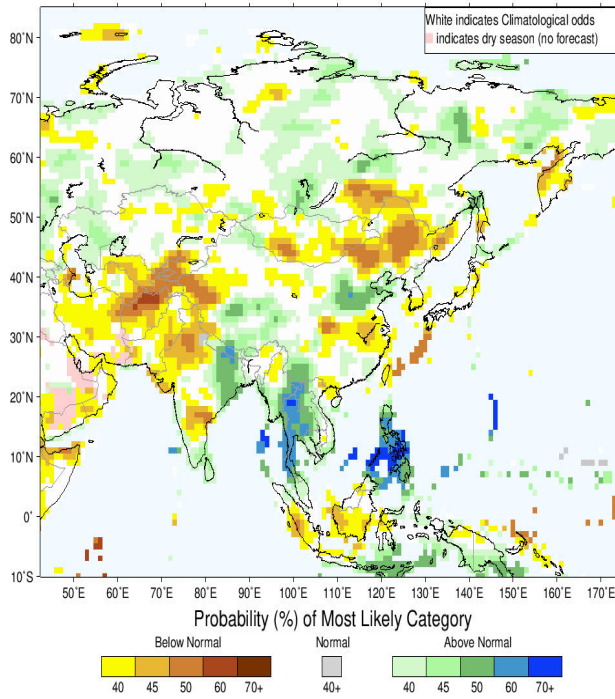 White indicates Climatological odds
indicates dry season (no forecast)
80°N
70°N
60°N
50°N
40°N
30°N
20°N
10°N
0°
10°S
50°E 60°E 70°E 80°E 90°E 100°E 110°E 120°E 130°E 140°E 150°E 160°E 170°E
Probability (%) of Most Likely Category
Below Normal Normal Above Normal
40 45 50 60 70+ 40+ 40 45 50 60 70+